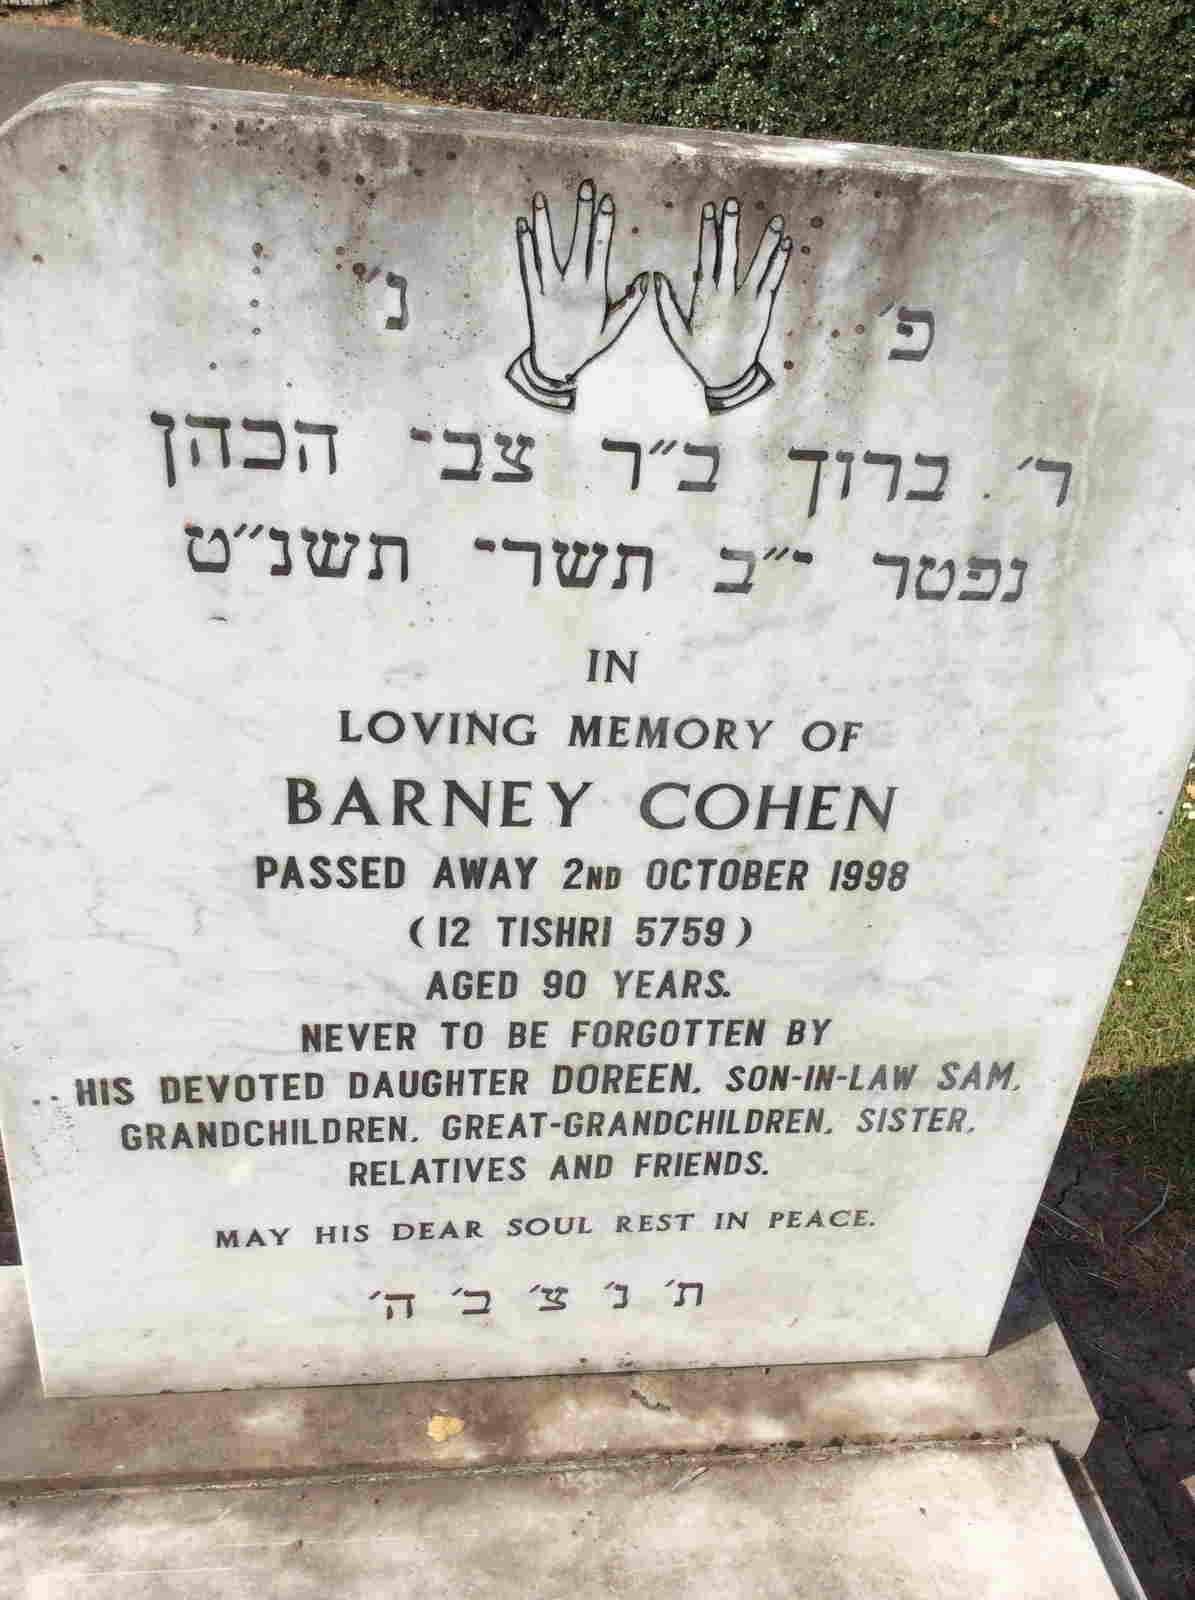 פ׳ נ׳
ר׳ ברוך ב״ר צבי הכהן
נפטר י״ב תשרי תשנ״ט
IN
LOVING MEMORY OF
BARNEY COHEN
PASSED AWAY 2ND OCTOBER 1998
(12 TISHRI 5759)
AGED 90 YEARS.
NEVER TO BE FORGOTTEN BY
HIS DEVOTED DAUGHTER DOREEN, SON-IN-LAW SAM,
GRANDCHILDREN, GREAT-GRANDCHILDREN, SISTER,
RELATIVES AND FRIENDS.
MAY HIS DEAR SOUL REST IN PEACE.
ת׳ נ׳ צ׳ ב׳ ה׳